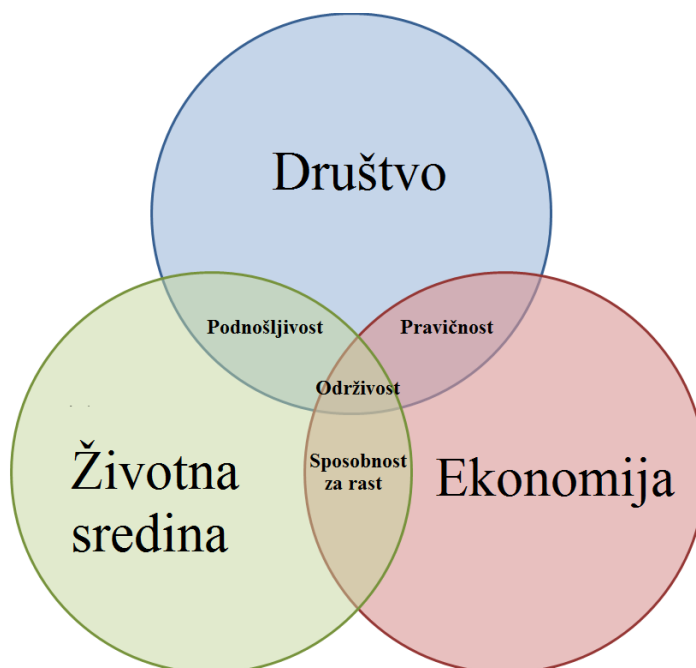 Društvo
Podnošljivost
Pravičnost
Održivost
Životna
sredina
Sposobnost
za rast
Ekonomija